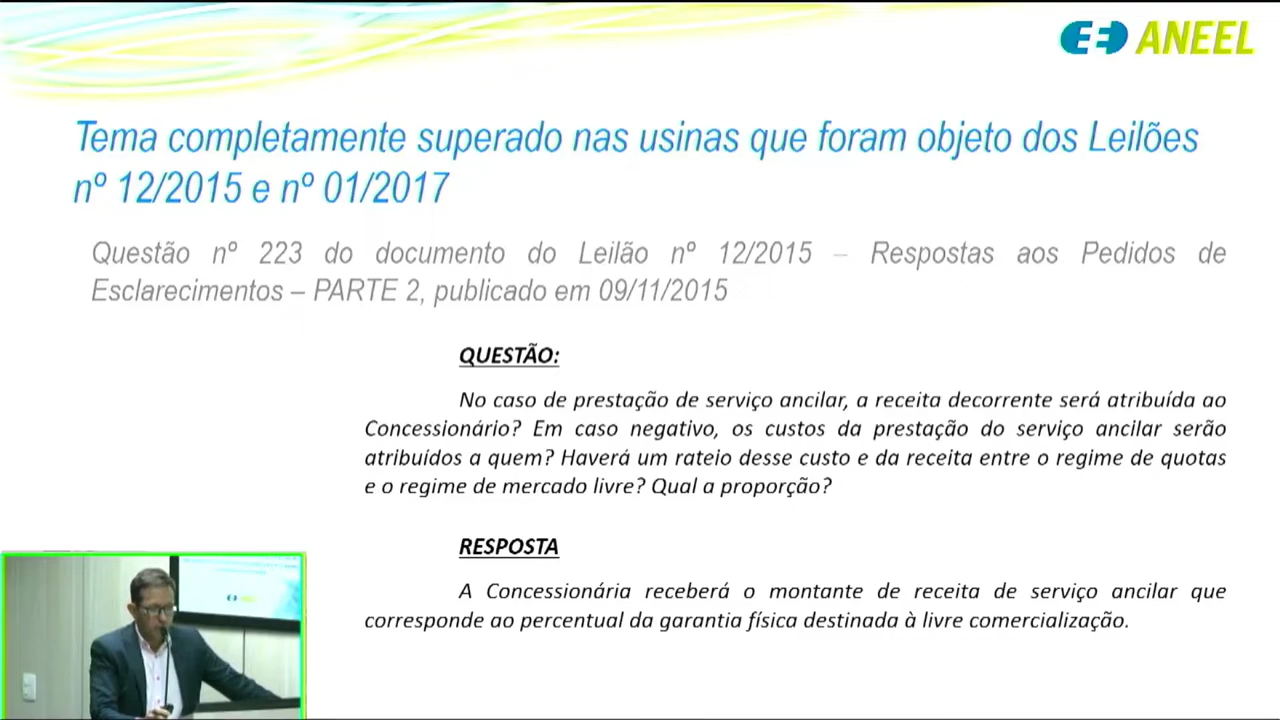 ANEEL
Tema completamente superado nas usinas que foram objeto dos Leilões
nº 12/2015 e nº 01/2017
Questão nº 223 do documento do Leilão nº 12/2015 – Respostas aos Pedidos de
Esclarecimentos – PARTE 2, publicado em 09/11/2015
QUESTÃO:
No caso de prestação de serviço ancilar, a receita decorrente será atribuída ao
Concessionário? Em caso negativo, os custos da prestação do serviço ancilar serão
atribuídos a quem? Haverá um rateio desse custo e da receita entre o regime de quotas
e o regime de mercado livre? Qual a proporção?
RESPOSTA
A Concessionária receberá o montante de receita de serviço ancilar que
corresponde ao percentual da garantia física destinada à livre comercialização.